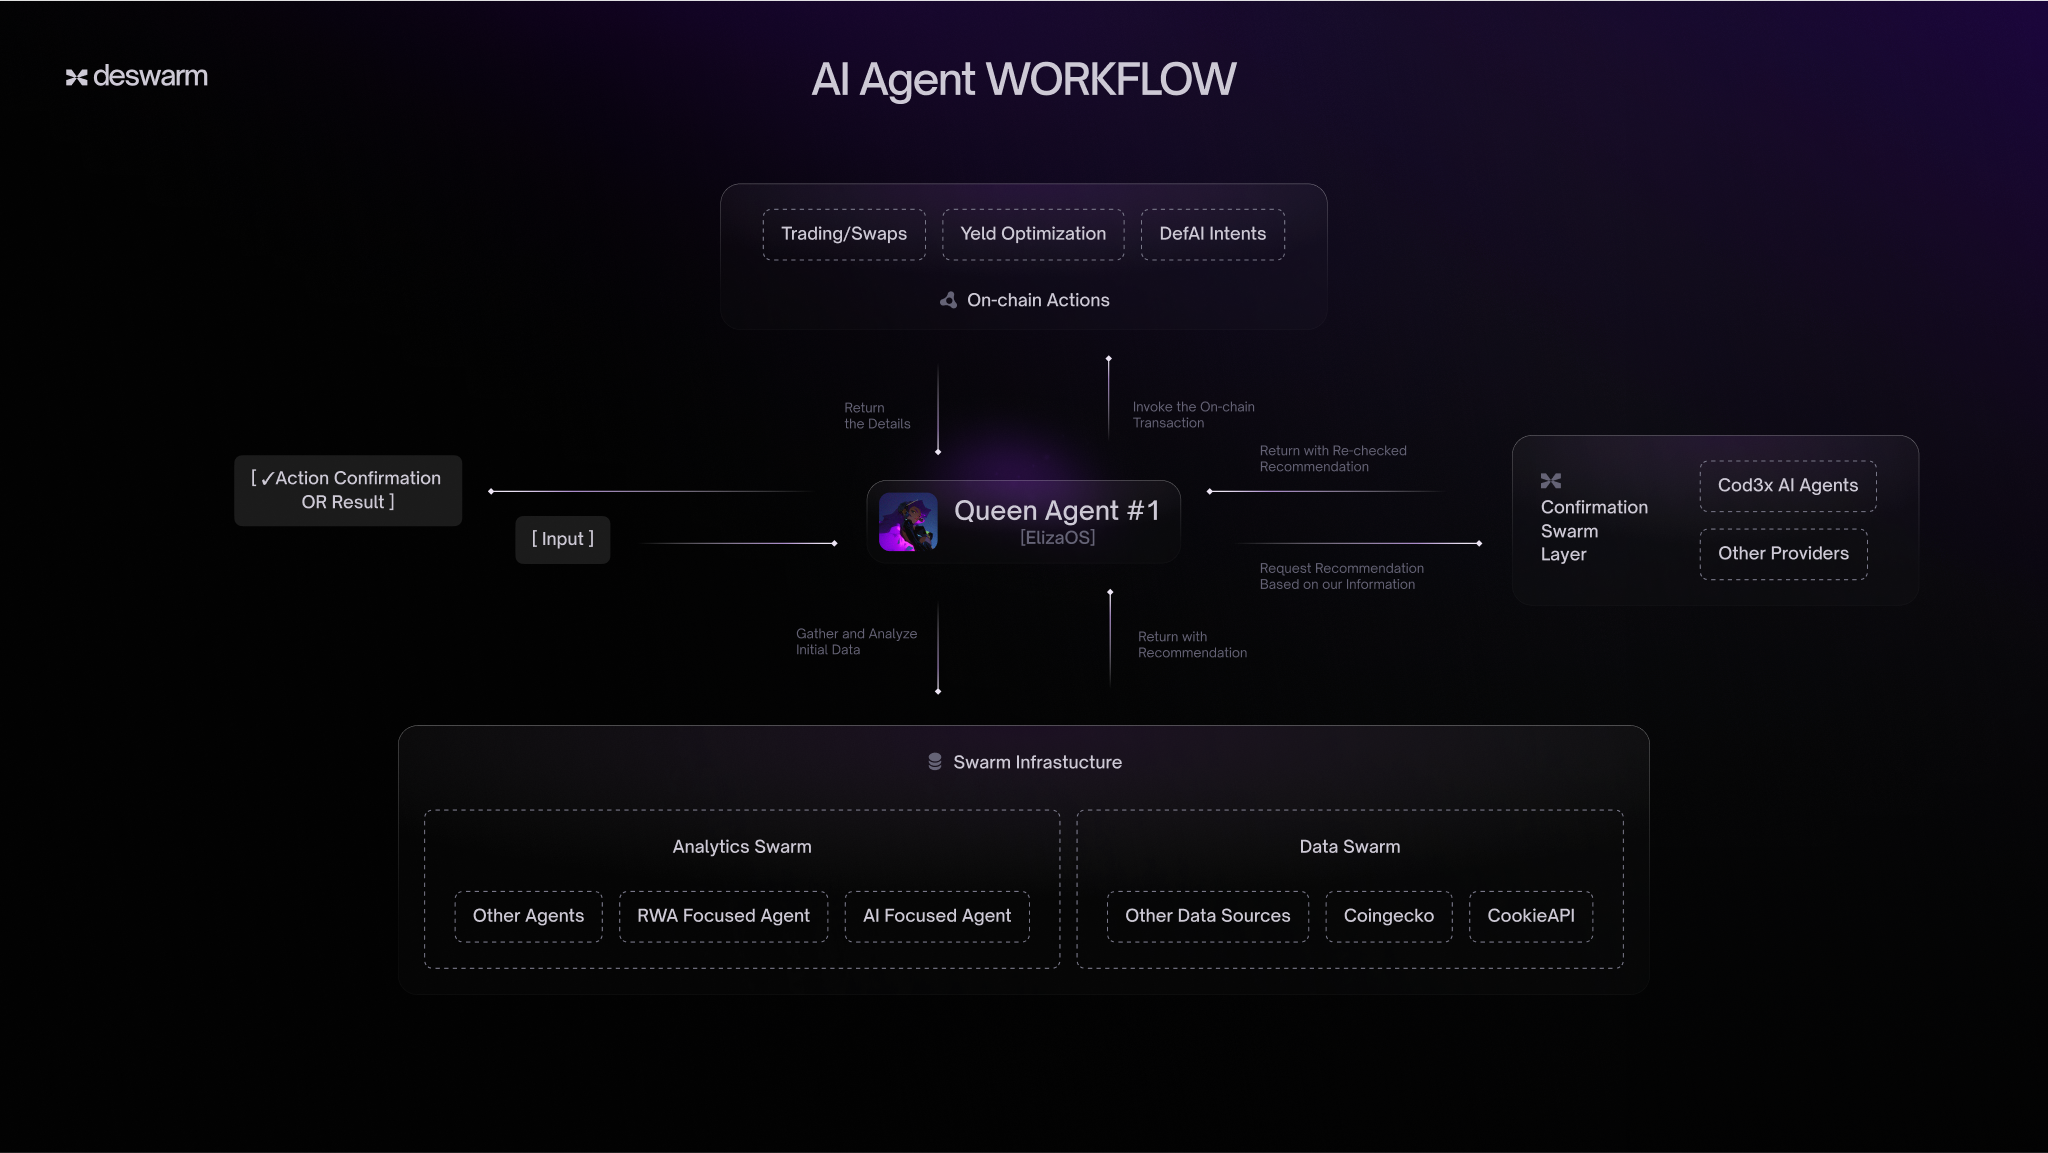 deswarm
AI Agent WORKFLOW
Trading/Swaps
Yeld Optimization
DefAI Intents
On-chain Actions
Return
the Details
Invoke the On-chain
Transaction
Return with Re-checked
Recommendation
[ ✓Action Confirmation
OR Result ]
[ Input ]
Queen Agent #1
[ElizaOS]
Request Recommendation
Based on our Information
Confirmation
Swarm
Layer
Cod3x AI Agents
Other Providers
Gather and Analyze
Initial Data
Return with
Recommendation
Swarm Infrastucture
Analytics Swarm
Other Agents
RWA Focused Agent
AI Focused Agent
Data Swarm
Other Data Sources
Coingecko
CookieAPI